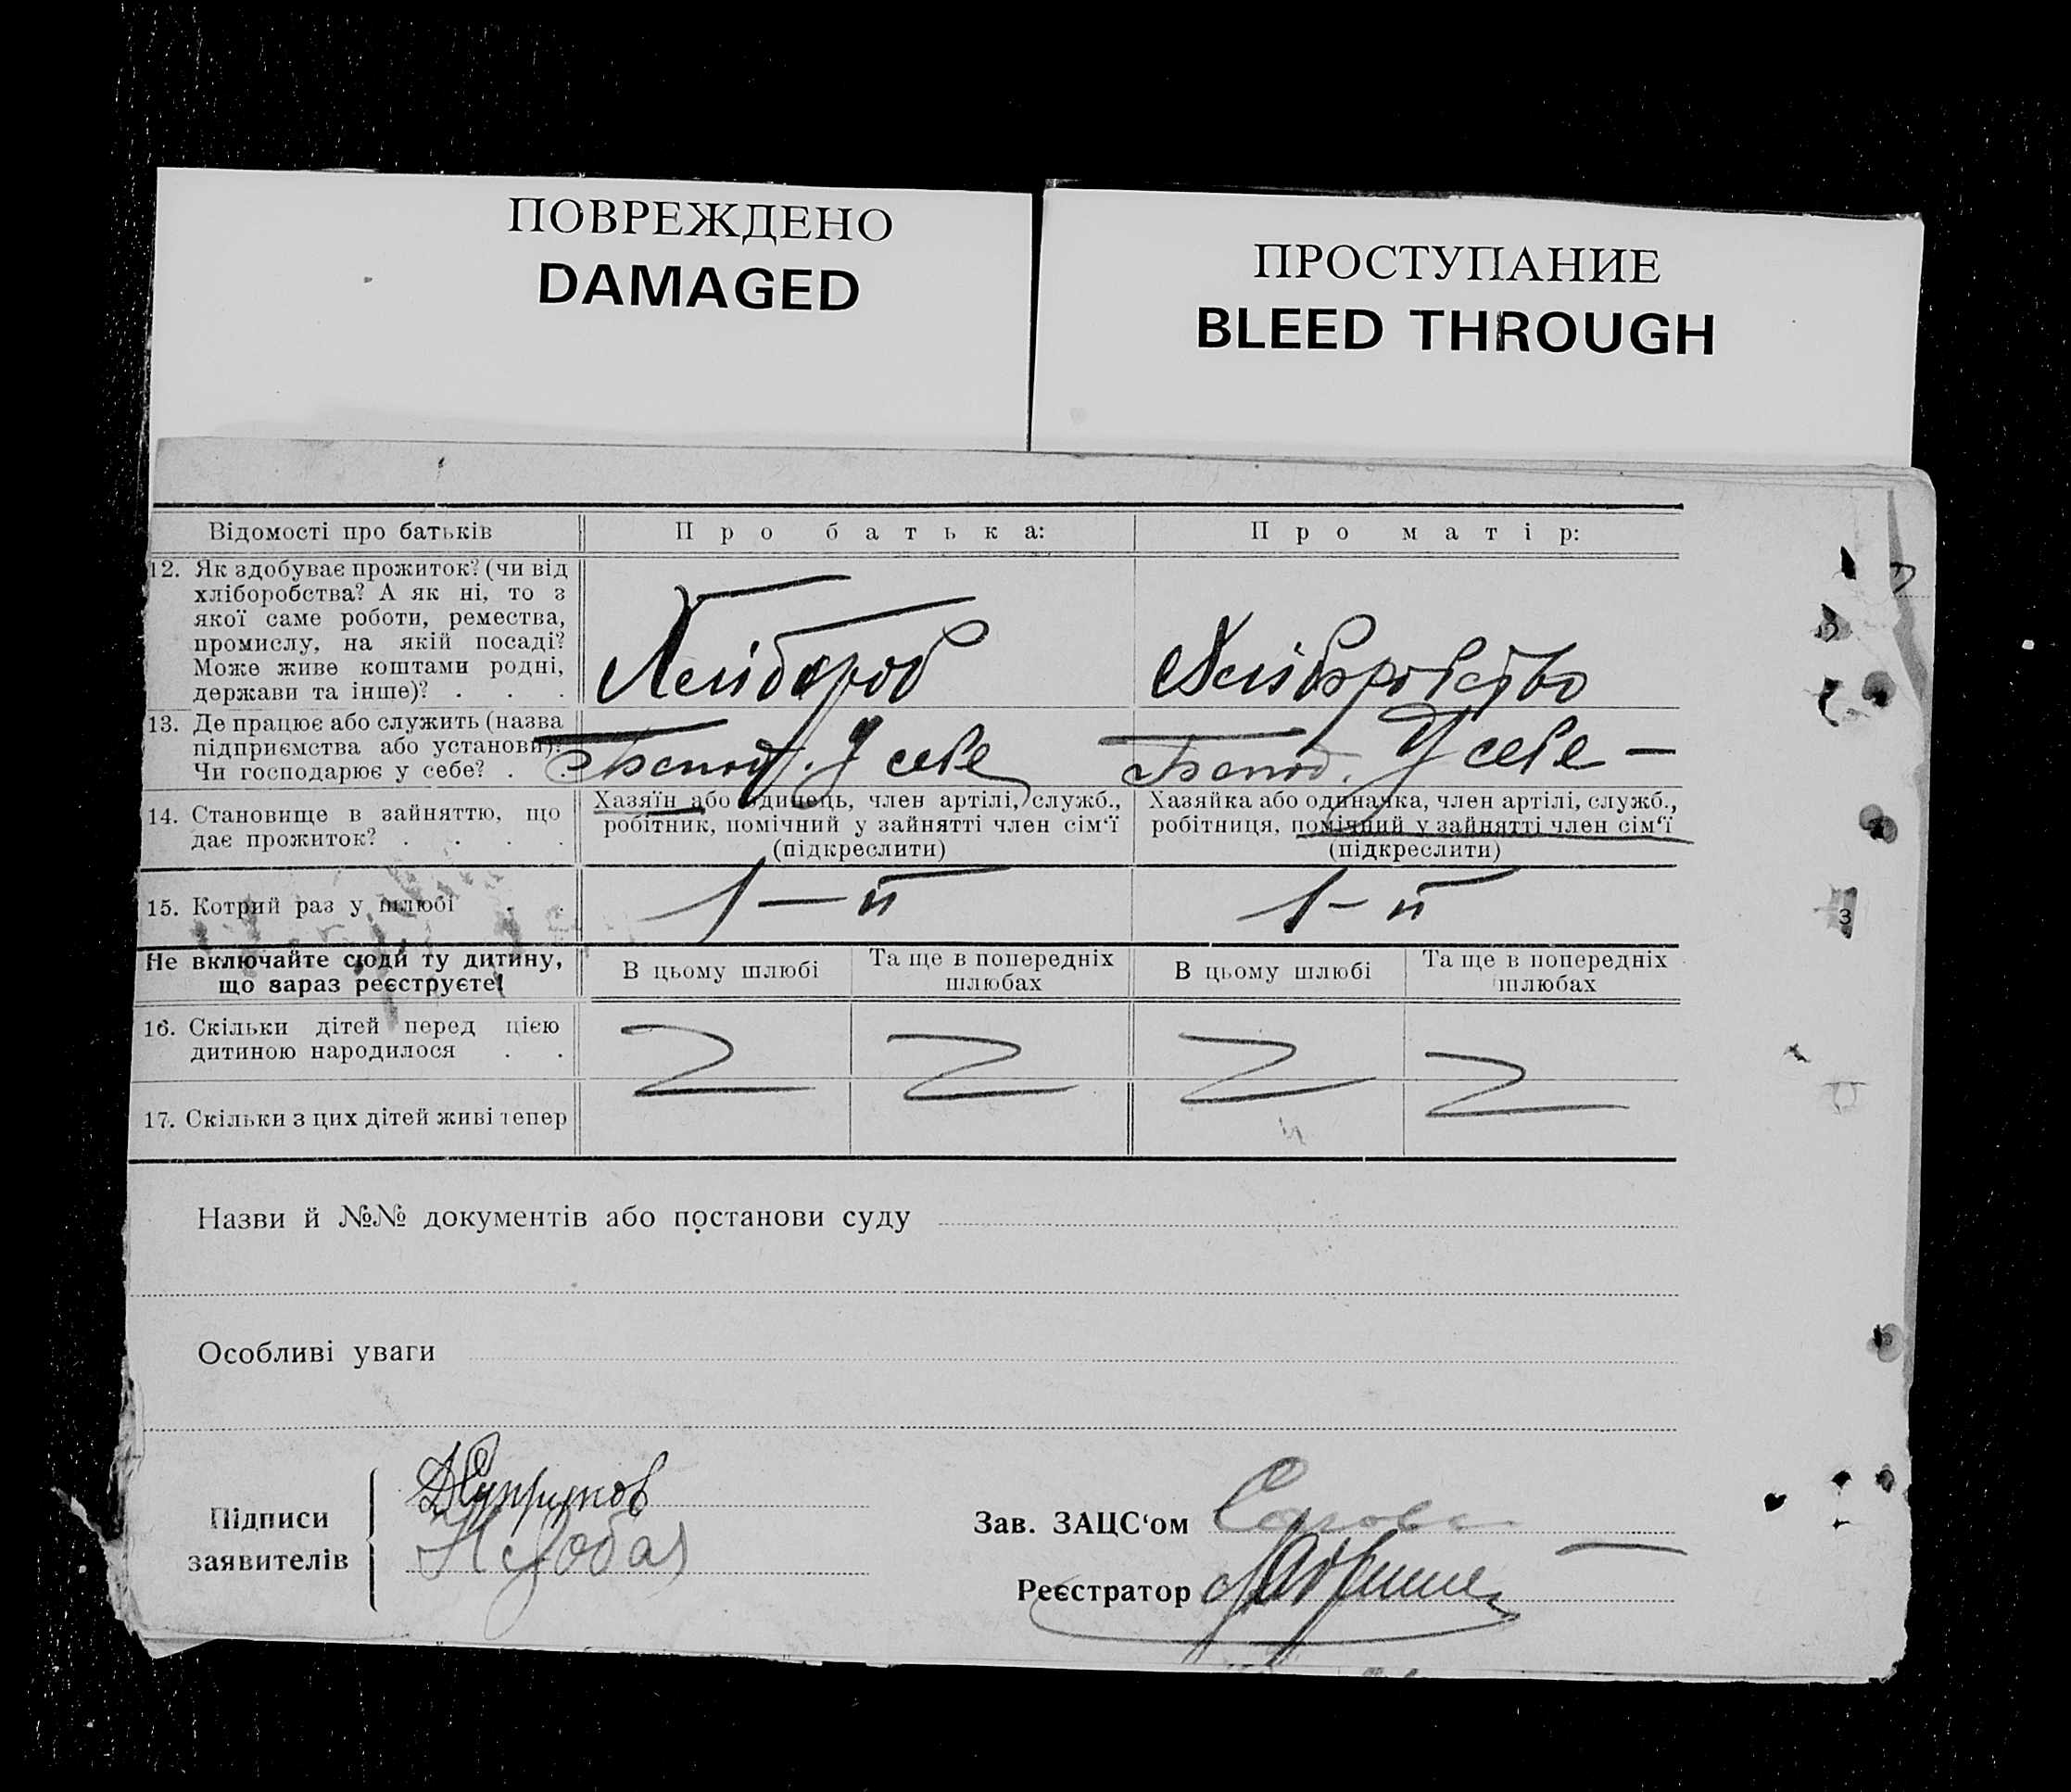 ПОВРЕЖДЕНО
DAMAGED
ПРОСТУПАНИЕ
BLEED THROUGH
Відомості про батьків
Про батька:
Про матір:
12. Як здобуває прожиток? (чи від
хліборобства? А як ні, то з
якої саме роботи, ремества,
промислу, на якій посаді?
Може живе коштами родні,
держави та інше)? . . .
Хлібороб
Хліборобство
13. Де працює або служить (назва
підприємства або установи)?
Чи господарює у себе? . .
Господ. У себе
Господ. У себе —
14. Становище в зайняттю, що
дає прожиток? . . . .
Хазяїн або одинець, член артілі, служб.,
робітник, помічний у зайнятті член сім‘ї
(підкреслити)
Хазяйка або одиначка, член артілі, служб.,
робітниця, помічний у зайнятті член сім‘ї
(підкреслити)
15. Котрий раз у шлюбі . .
1 — й
1 - й
Не включайте сюди ту дитину,
що зараз реєструєте!
В цьому шлюбі
Та ще в попередніх
шлюбах
В цьому шлюбі
Та ще в попередніх
шлюбах
16. Скільки дітей перед цією
дитиною народилося . .
17. Скільки з цих дітей живі тепер
Назви й №№ документів або постанови суду
Особливі уваги
Підписи
заявителів
Зав. ЗАЦС‘ом
Реєстратор
3